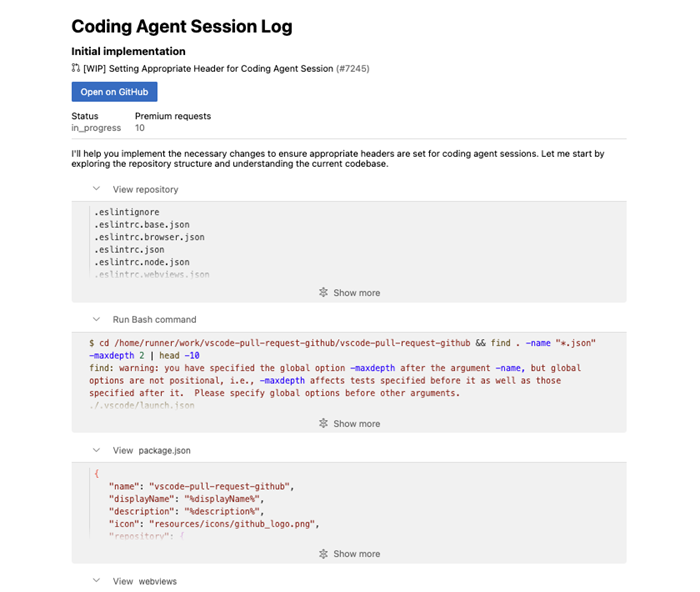 Coding Agent Session Log
Initial implementation
[WIP] Setting Appropriate Header for Coding Agent Session (#7245)
Open on GitHub
Status Premium requests
in_progress 10
I'll help you implement the necessary changes to ensure appropriate headers are set for coding agent sessions. Let me start by
exploring the repository structure and understanding the current codebase.
View repository
.eslintignore
.eslintrc.base.json
.eslintrc.browser.json
.eslintrc.json
.eslintrc.node.json
.eslintrc.webviews.json
Show more
Run Bash command
$ cd /home/runner/work/vscode-pull-request-github/vscode-pull-request-github && find . -name "*.json"
-maxdepth 2 | head -10
find: warning: you have specified the global option -maxdepth after the argument -name, but global
options are not positional, i.e., -maxdepth affects tests specified before it as well as those
specified after it.  Please specify global options before other arguments.
./.vscode/launch.json
Show more
View package.json
{
"name": "vscode-pull-request-github",
"displayName": "%displayName%",
"description": "%description%",
"icon": "resources/icons/github_logo.png",
"repository": {
Show more
View webviews